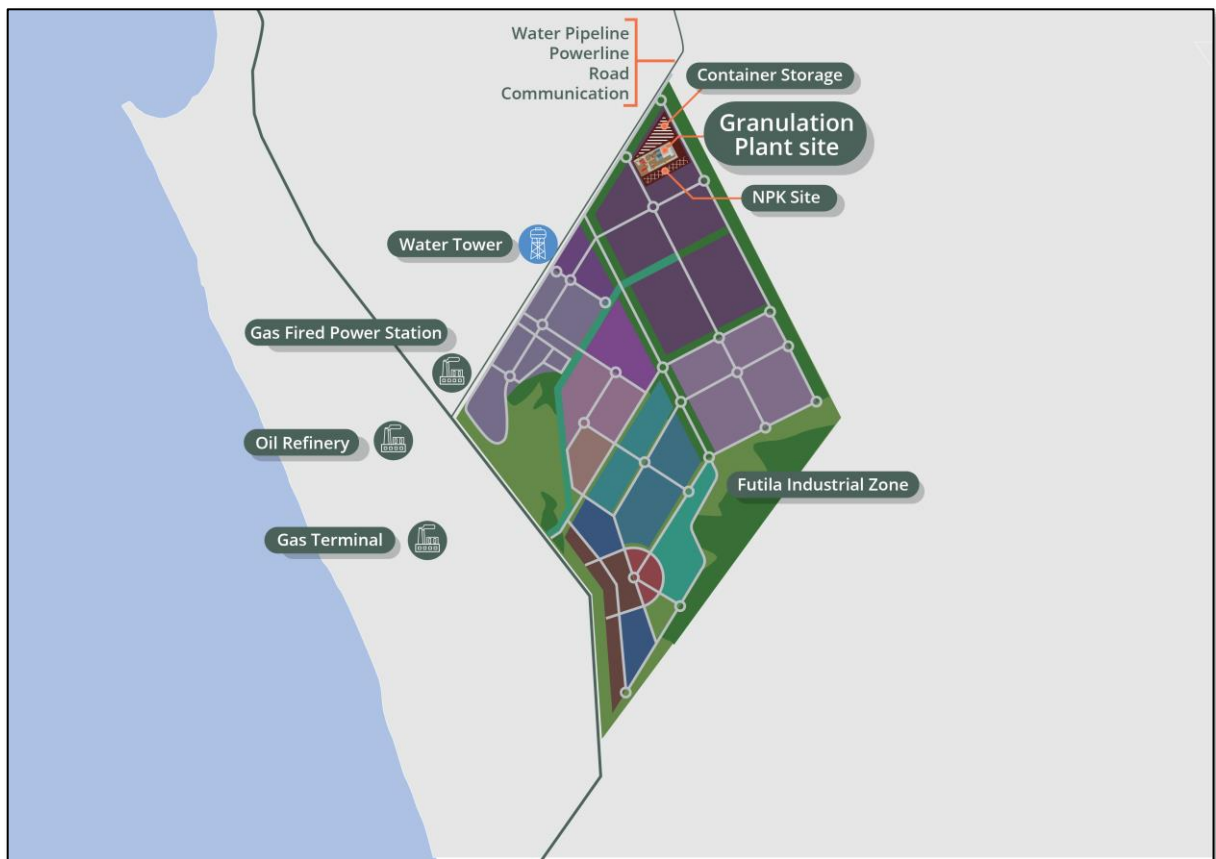 Water Pipeline
Powerline
Road
Communication
Container Storage
Granulation
Plant site
NPK Site
Water Tower
Gas Fired Power Station
Oil Refinery
Futila Industrial Zone
Gas Terminal